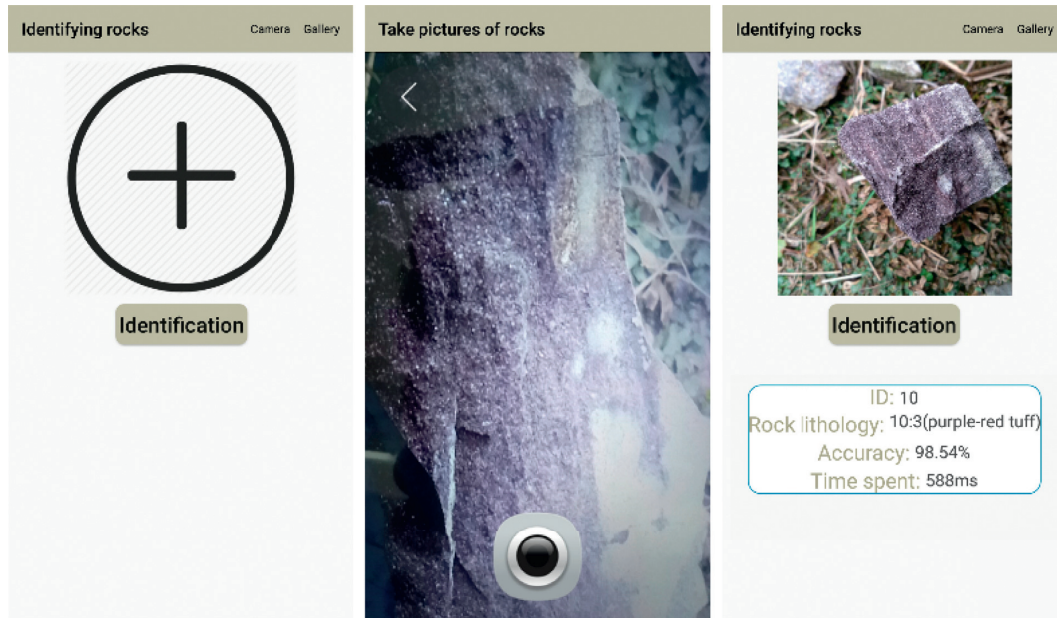 Identifying rocks
Camera Gallery
Identification
Take pictures of rocks
Identifying rocks
Camera Gallery
Identification
ID: 10
Rock lithology: 10:3(purple-red tuff)
Accuracy: 98.54%
Time spent: 588ms